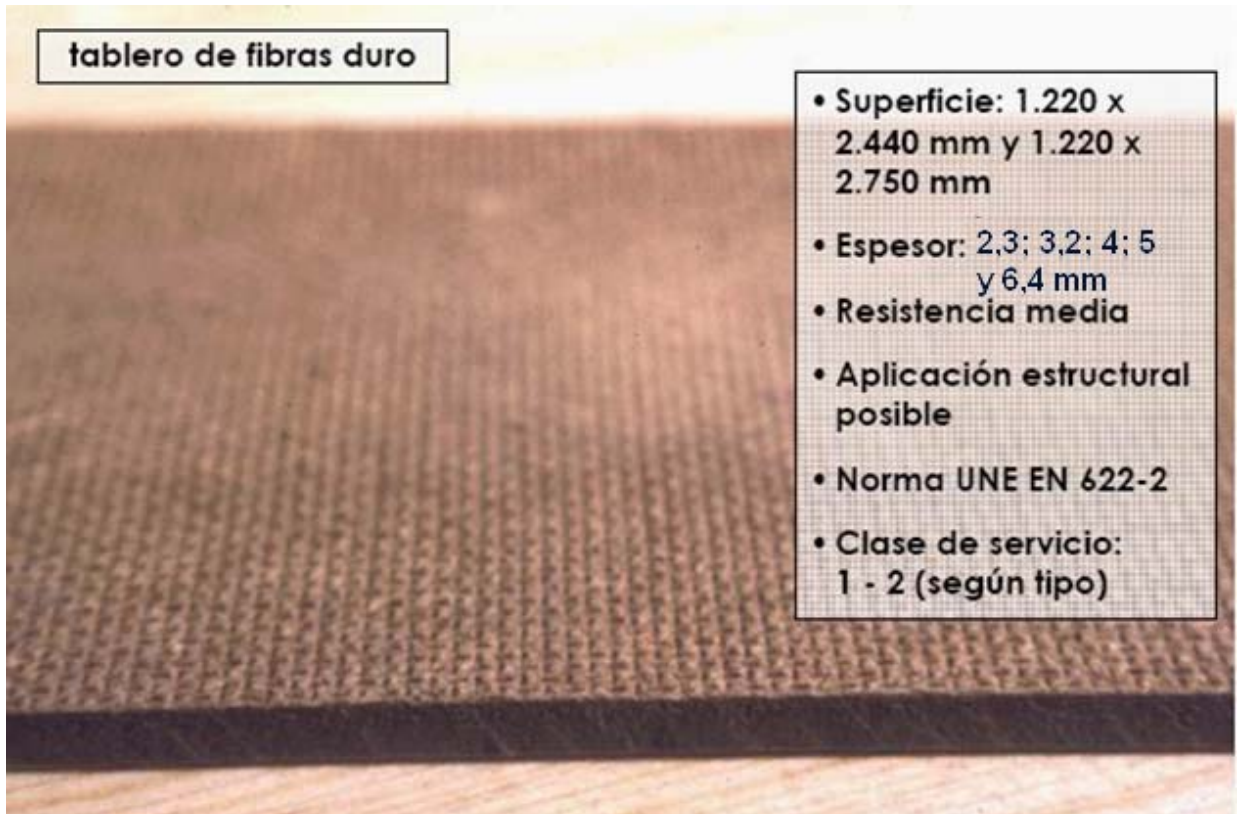 tablero de fibras duro
• Superficie: 1.220 x
2.440 mm y 1.220 x
2.750 mm
• Espesor: 2,3; 3,2; 4; 5
y 6,4 mm
• Resistencia media
• Aplicación estructural
posible
• Norma UNE EN 622-2
• Clase de servicio:
1 - 2 (según tipo)